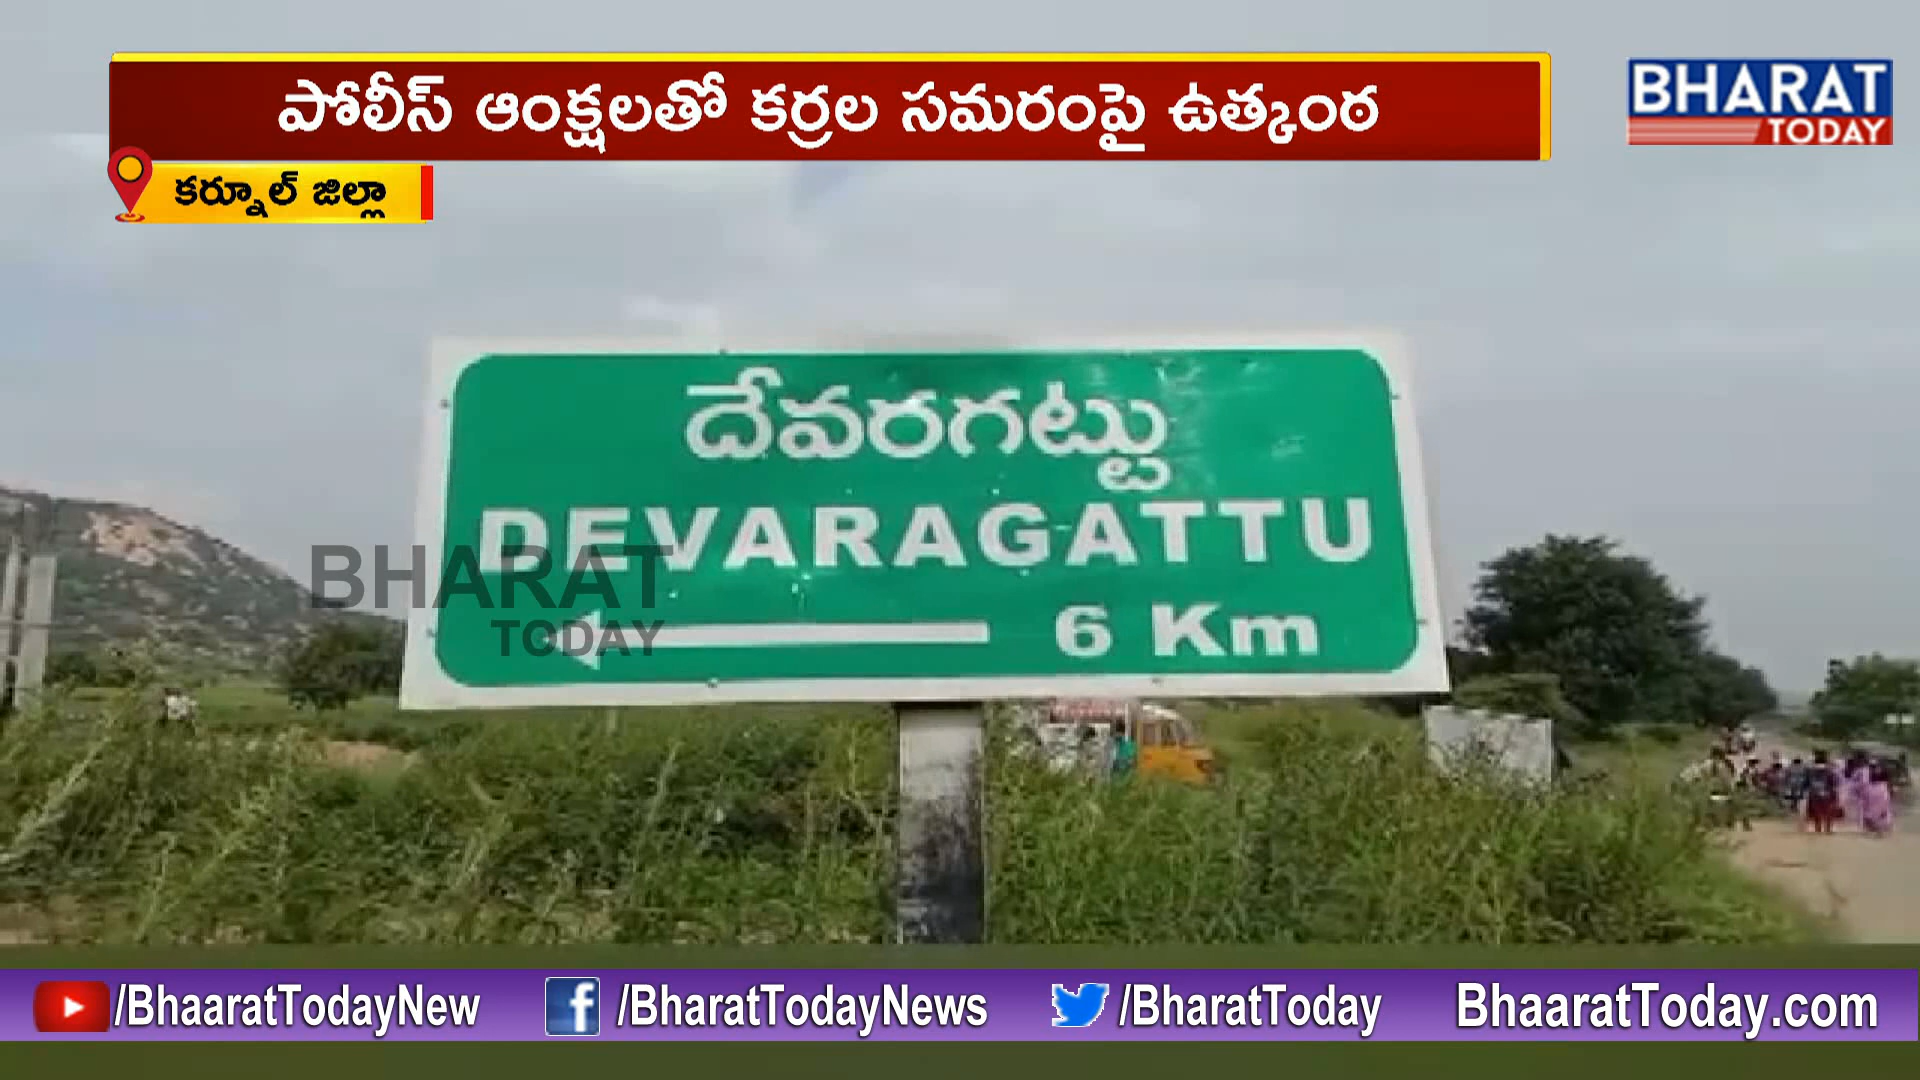 పోలీస్ ఆంక్షలతో కర్రల సమరంపై ఉత్కంఠ
BHARAT
TODAY
కర్నూల్ జిల్లా
దేవరగట్టు
DEVARAGATTU
6 Km
BHARAT
TODAY
/BhaaratTodayNew
/BharatTodayNews
/BharatToday
BhaaratToday.com